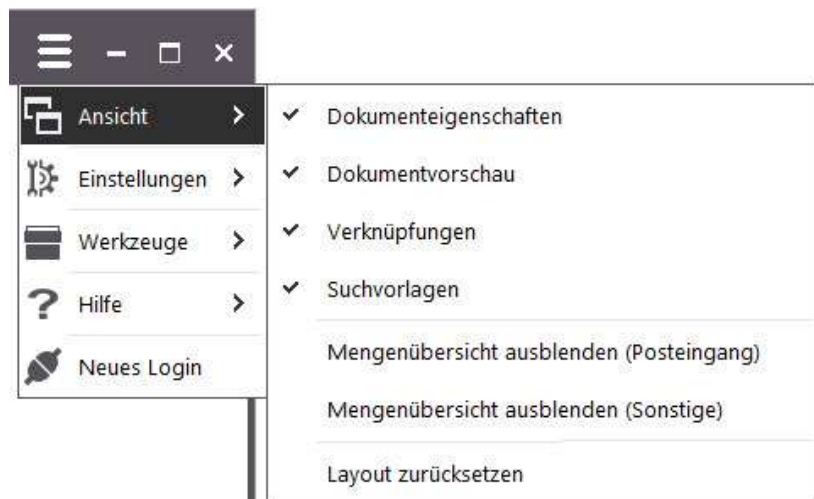 Ansicht
Einstellungen
Werkzeuge
Hilfe
Neues Login
Dokumenteigenschaften
Dokumentvorschau
Verknüpfungen
Suchvorlagen
Mengenübersicht ausblenden (Posteingang)
Mengenübersicht ausblenden (Sonstige)
Layout zurücksetzen